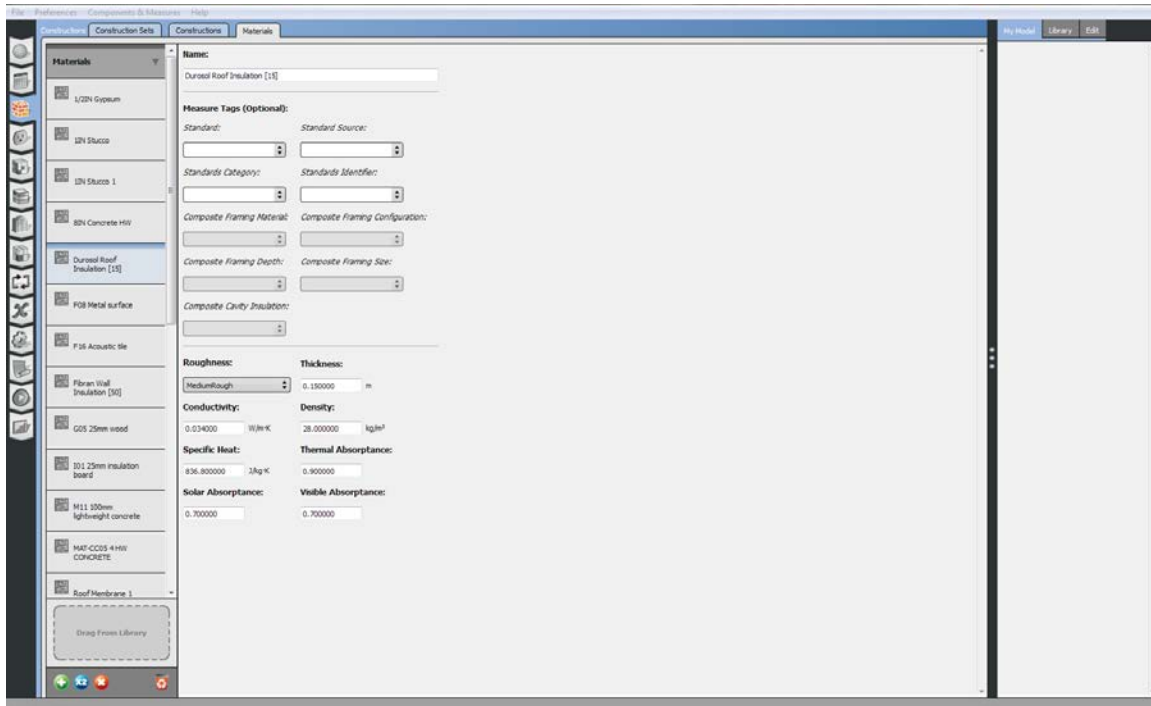 File Preferences Components & Measures Help
Constructions Construction Sets Constructions Materials My Model Library Edit
Materials
1/2IN Gypsum
1IN Stucco
1IN Stucco 1
8IN Concrete HW
Durosol Roof
Insulation [15]
F08 Metal surface
F16 Acoustic tile
Fibran Wall
Insulation [50]
G05 25mm wood
I01 25mm insulation
board
M11 100mm
lightweight concrete
MAT-CC05 4 HW
CONCRETE
Roof Membrane 1
Drag From Library
x2
Name:
Durosol Roof Insulation [15]
Measure Tags (Optional):
Standard: Standard Source:
Standards Category: Standards Identifier:
Composite Framing Material: Composite Framing Configuration:
Composite Framing Depth: Composite Framing Size:
Composite Cavity Insulation:
Roughness: Thickness:
MediumRough 0.150000 m
Conductivity: Density:
0.034000 W/m·K 28.000000 kg/m³
Specific Heat: Thermal Absorptance:
836.800000 J/kg·K 0.900000
Solar Absorptance: Visible Absorptance:
0.700000 0.700000